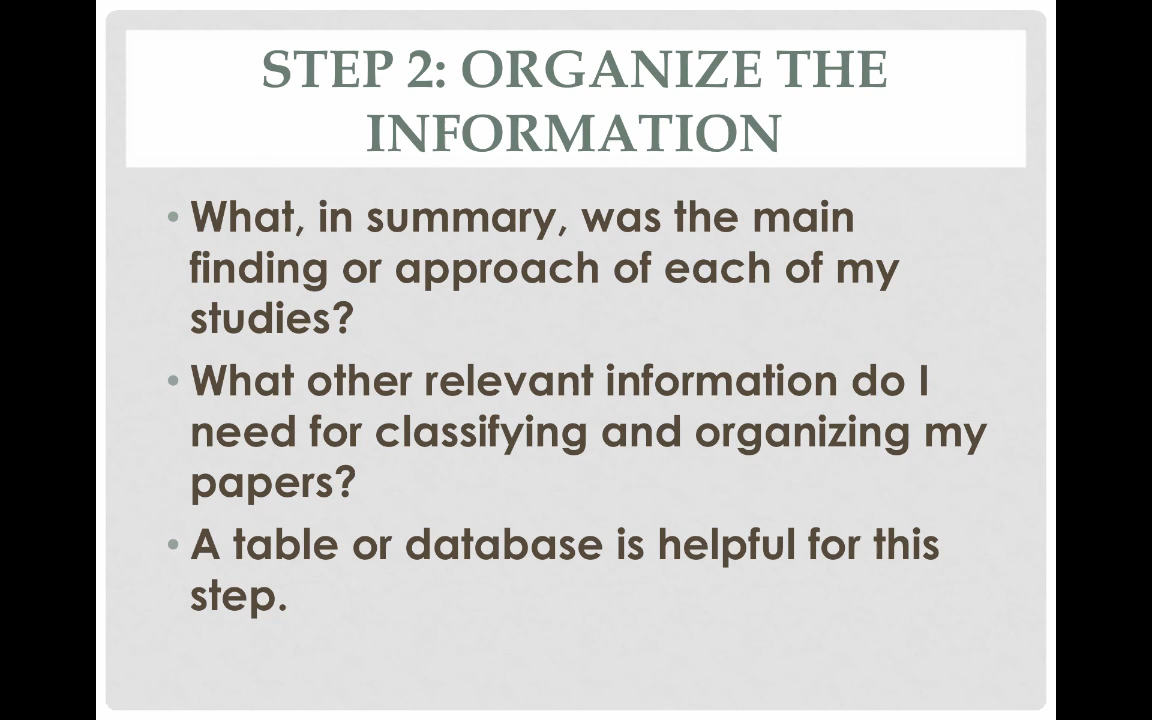 STEP 2: ORGANIZE THE
INFORMATION
• What, in summary, was the main
finding or approach of each of my
studies?
• What other relevant information do I
need for classifying and organizing my
papers?
• A table or database is helpful for this
step.